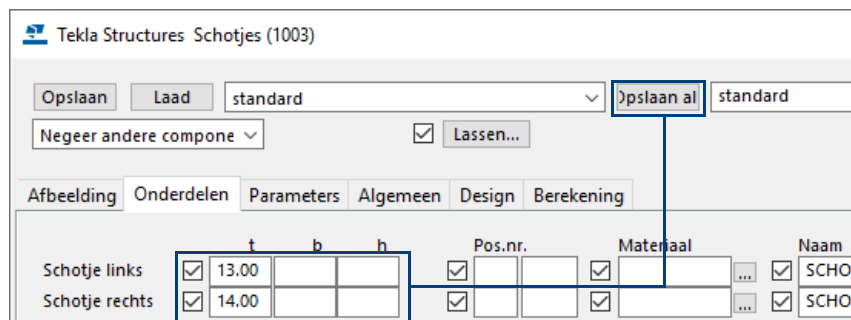 Tekla Structures Schotjes (1003)
Opslaan Laad standard Opslaan al standard
Negeer andere compone Lassen...
Afbeelding Onderdelen Parameters Algemeen Design Berekening
t b h Pos.nr. Materiaal Naam
Schotje links 13.00 ... SCHO
Schotje rechts 14.00 ... SCHO